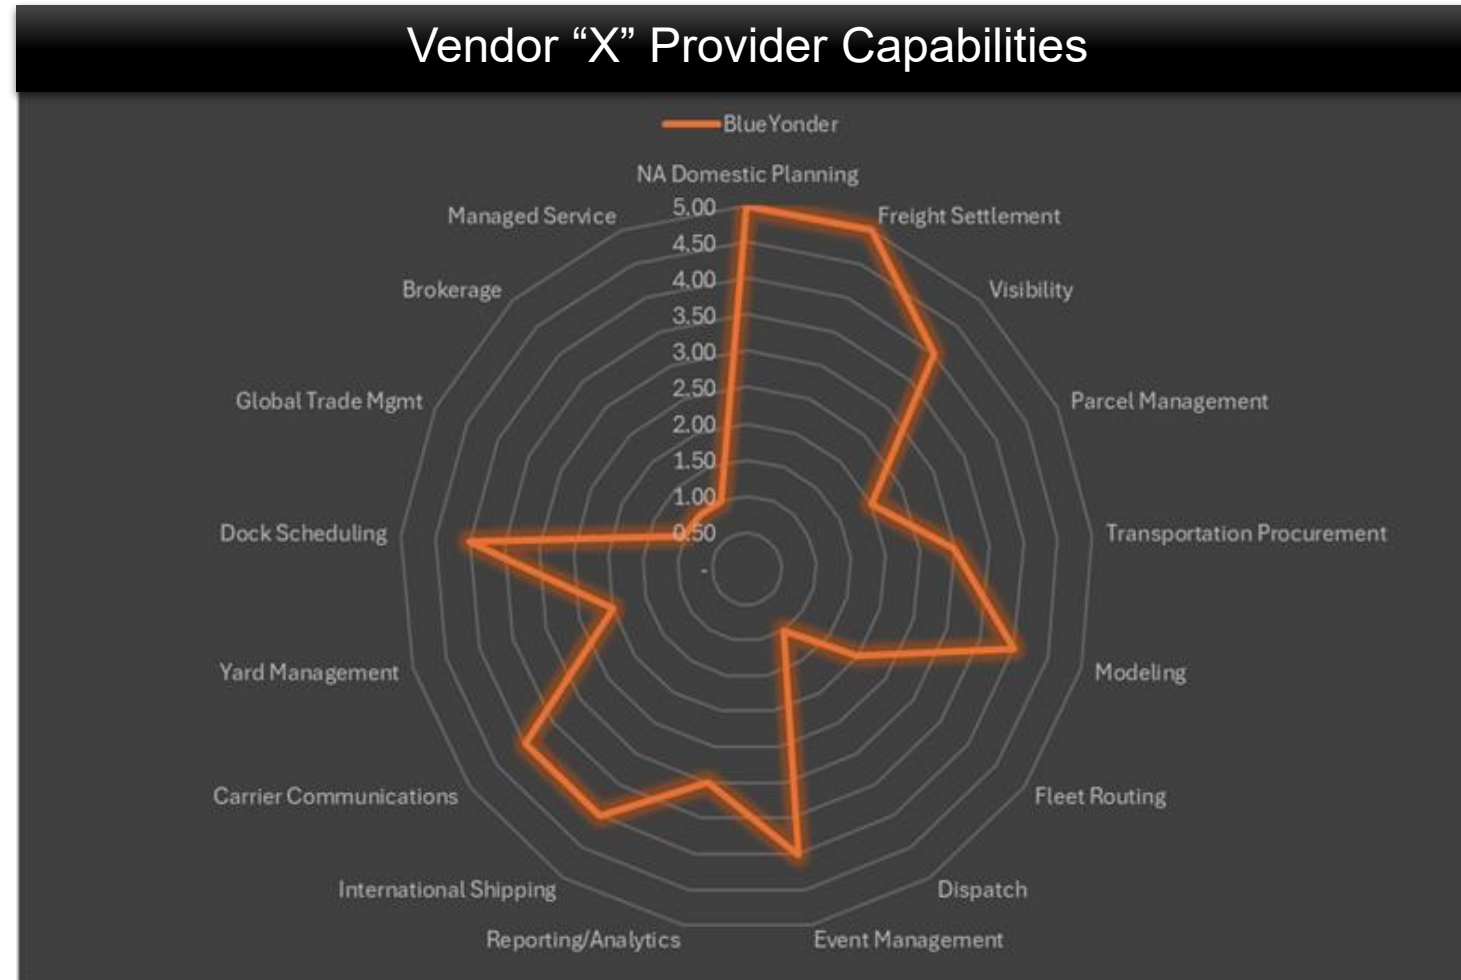 Vendor “X” Provider Capabilities
BlueYonder
NA Domestic Planning
Managed Service
5.00
Freight Settlement
4.50
Brokerage
4.00
Visibility
3.50
3.00
2.50
Global Trade Mgmt
Parcel Management
2.00
1.50
1.00
Dock Scheduling
0.50
Transportation Procurement
-
Yard Management
Modeling
Carrier Communications
Fleet Routing
International Shipping
Dispatch
Reporting/Analytics
Event Management